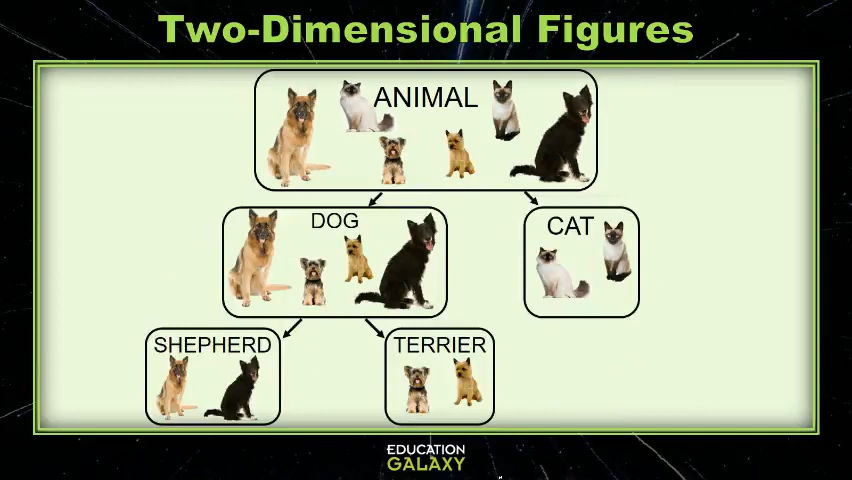 Two-Dimensional Figures
ANIMAL
DOG
CAT
SHEPHERD
TERRIER
EDUCATION
GALAXY